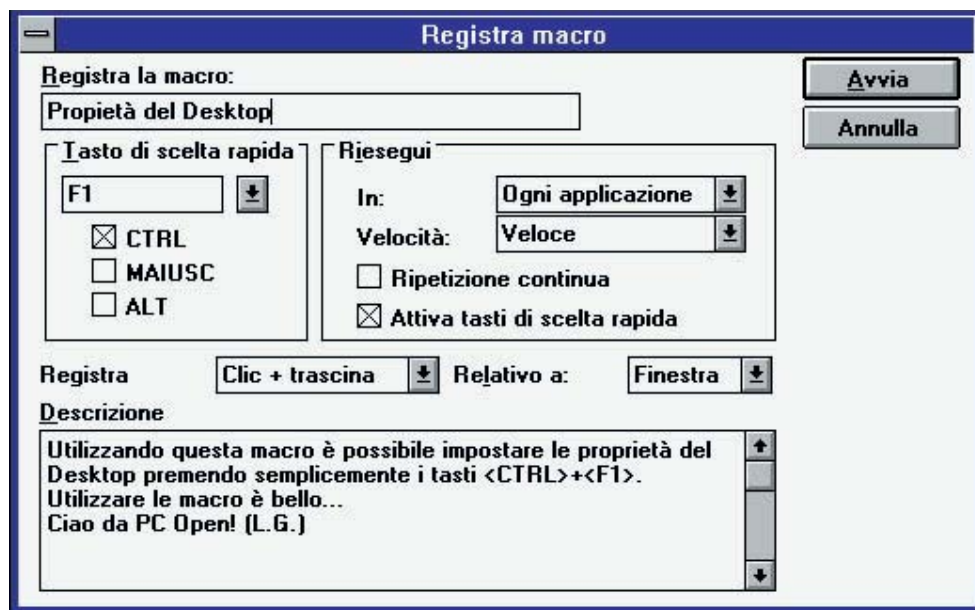 Registra macro
Registra la macro:
Avvia
Propietà del Desktop
Annulla
Tasto di scelta rapida
Riesegui
F1
In:
Ogni applicazione
CTRL
Velocità:
Veloce
MAIUSC
Ripetizione continua
ALT
Attiva tasti di scelta rapida
Registra
Clic + trascina
Relativo a:
Finestra
Descrizione
Utilizzando questa macro è possibile impostare le proprietà del
Desktop premendo semplicemente i tasti <CTRL>+<F1>.
Utilizzare le macro è bello...
Ciao da PC Open! (L.G.)